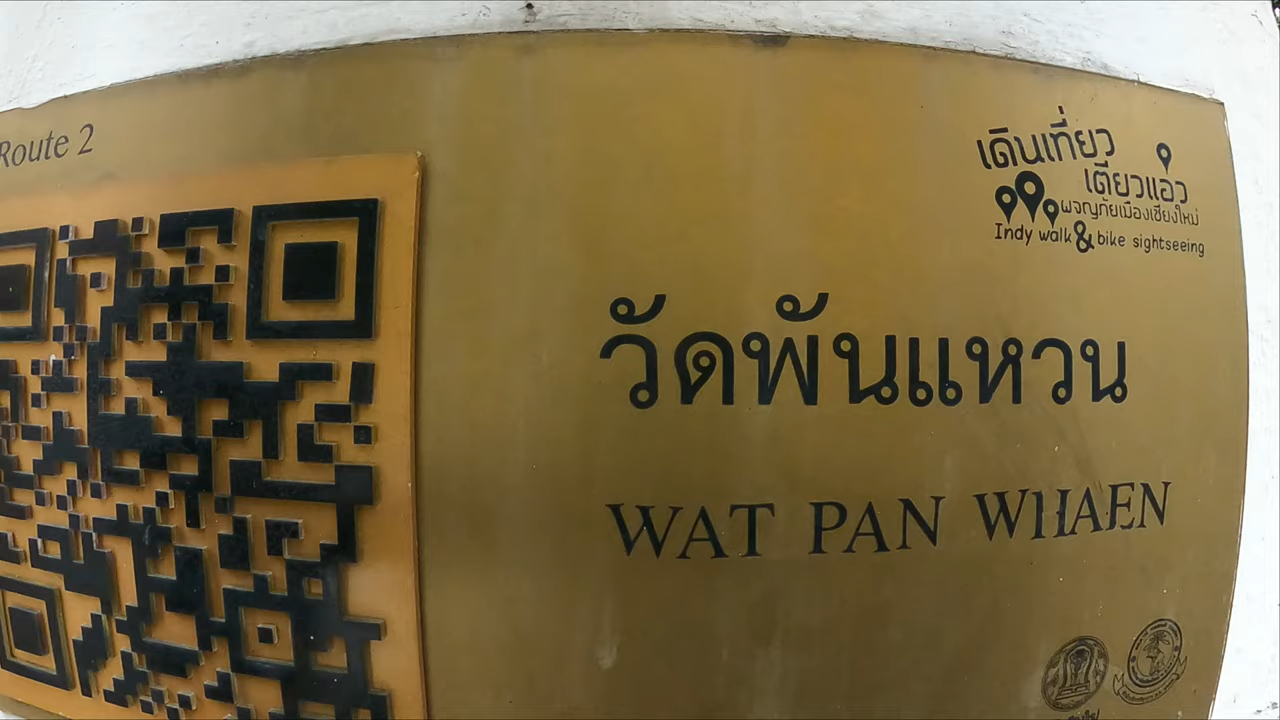 Route 2
เดินเที่ยว
เตียวแอ่ว
ผจญภัยเมืองเชียงใหม่
Indy walk & bike sightseeing
วัดพันแหวน
WAT PAN WHAEN